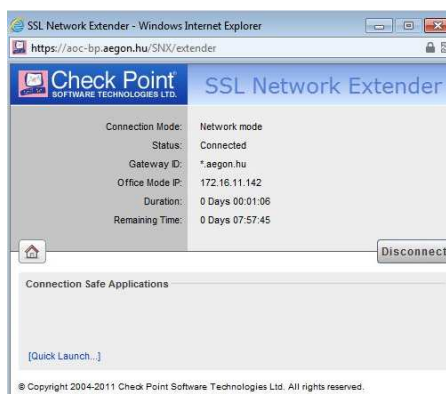 SSL Network Extender - Windows Internet Explorer
https://aoc-bp.aegon.hu/SNX/extender
Check Point
SOFTWARE TECHNOLOGIES LTD.
SSL Network Extender
Connection Mode: Network mode
Status: Connected
Gateway ID: *.aegon.hu
Office Mode IP: 172.16.11.142
Duration: 0 Days 00:01:06
Remaining Time: 0 Days 07:57:45
Disconnect
Connection Safe Applications
[Quick Launch...]
© Copyright 2004-2011 Check Point Software Technologies Ltd. All rights reserved.